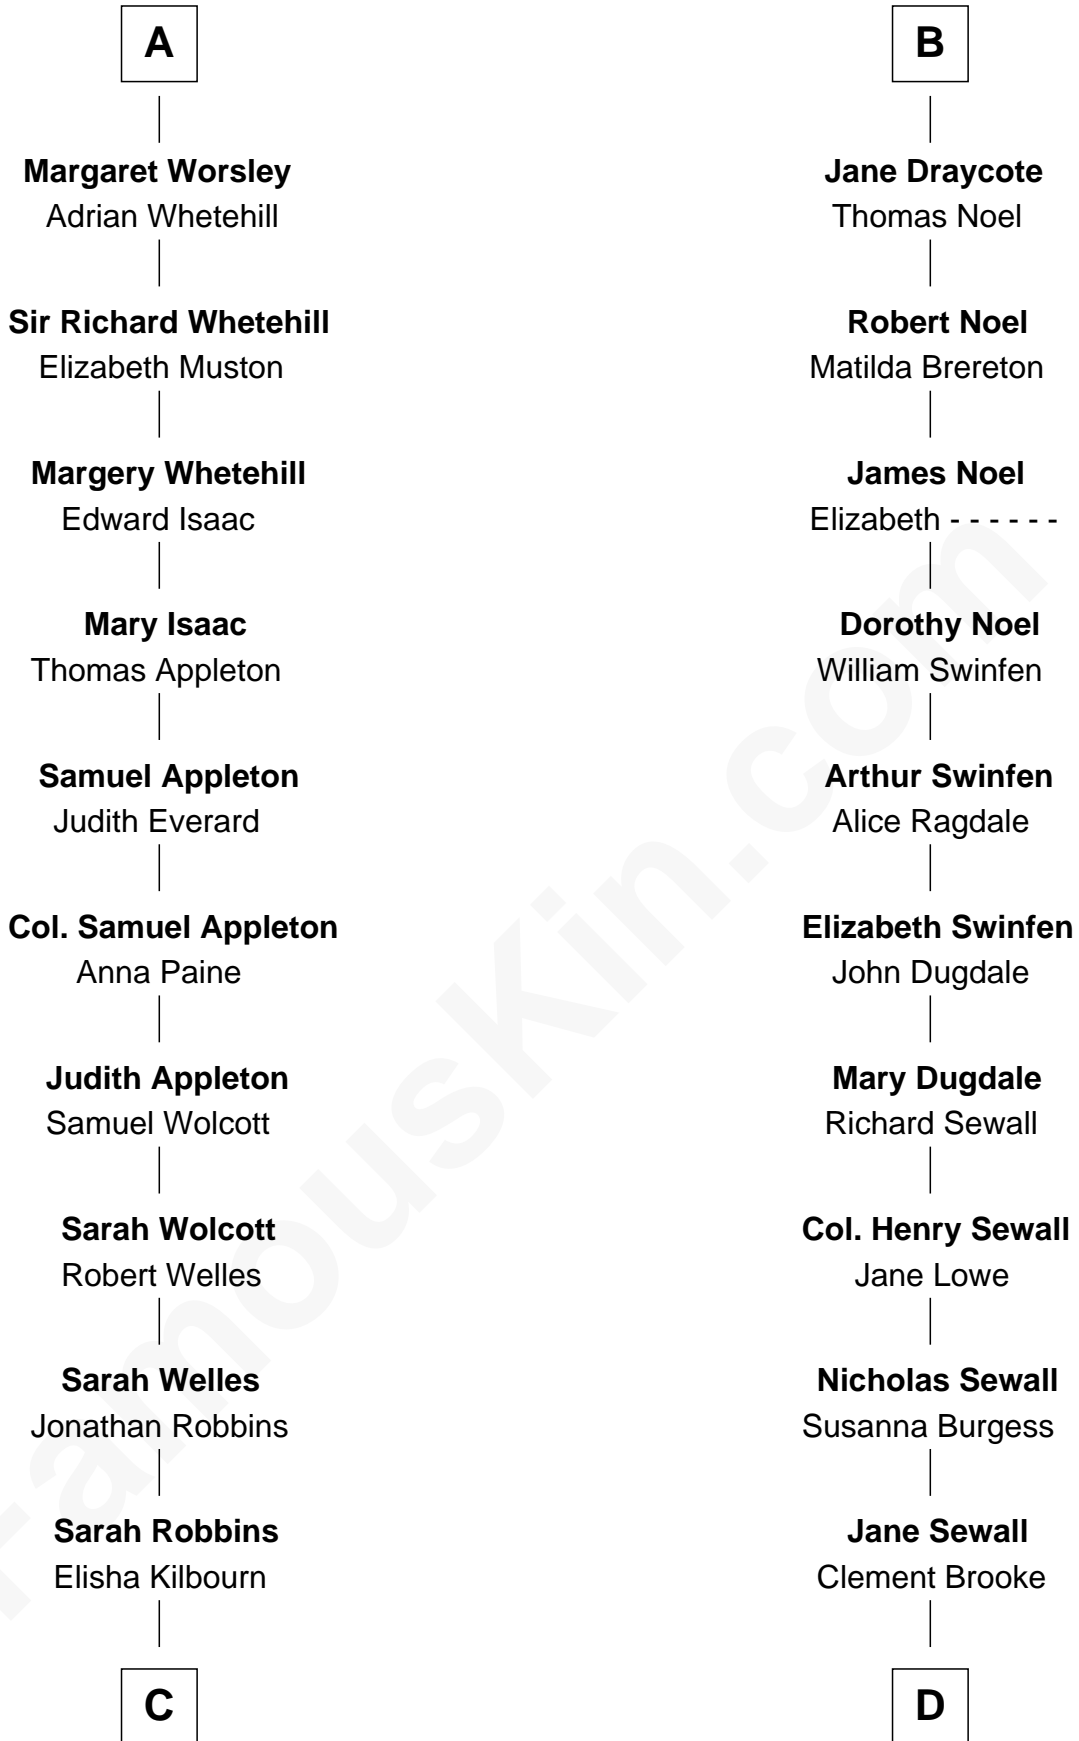 A
Margaret Worsley
Adrian Whetehill
Sir Richard Whetehill
Elizabeth Muston
Margery Whetehill
Edward Isaac
Mary Isaac
Thomas Appleton
Samuel Appleton
Judith Everard
Col. Samuel Appleton
Anna Paine
Judith Appleton
Samuel Wolcott
Sarah Wolcott
Robert Welles
Sarah Welles
Jonathan Robbins
Sarah Robbins
Elisha Kilbourn
C
B
Jane Draycote
Thomas Noel
Robert Noel
Matilda Brereton
James Noel
Elizabeth - - - - - -
Dorothy Noel
William Swinfen
Arthur Swinfen
Alice Ragdale
Elizabeth Swinfen
John Dugdale
Mary Dugdale
Richard Sewall
Col. Henry Sewall
Jane Lowe
Nicholas Sewall
Susanna Burgess
Jane Sewall
Clement Brooke
D
FamousKin.com